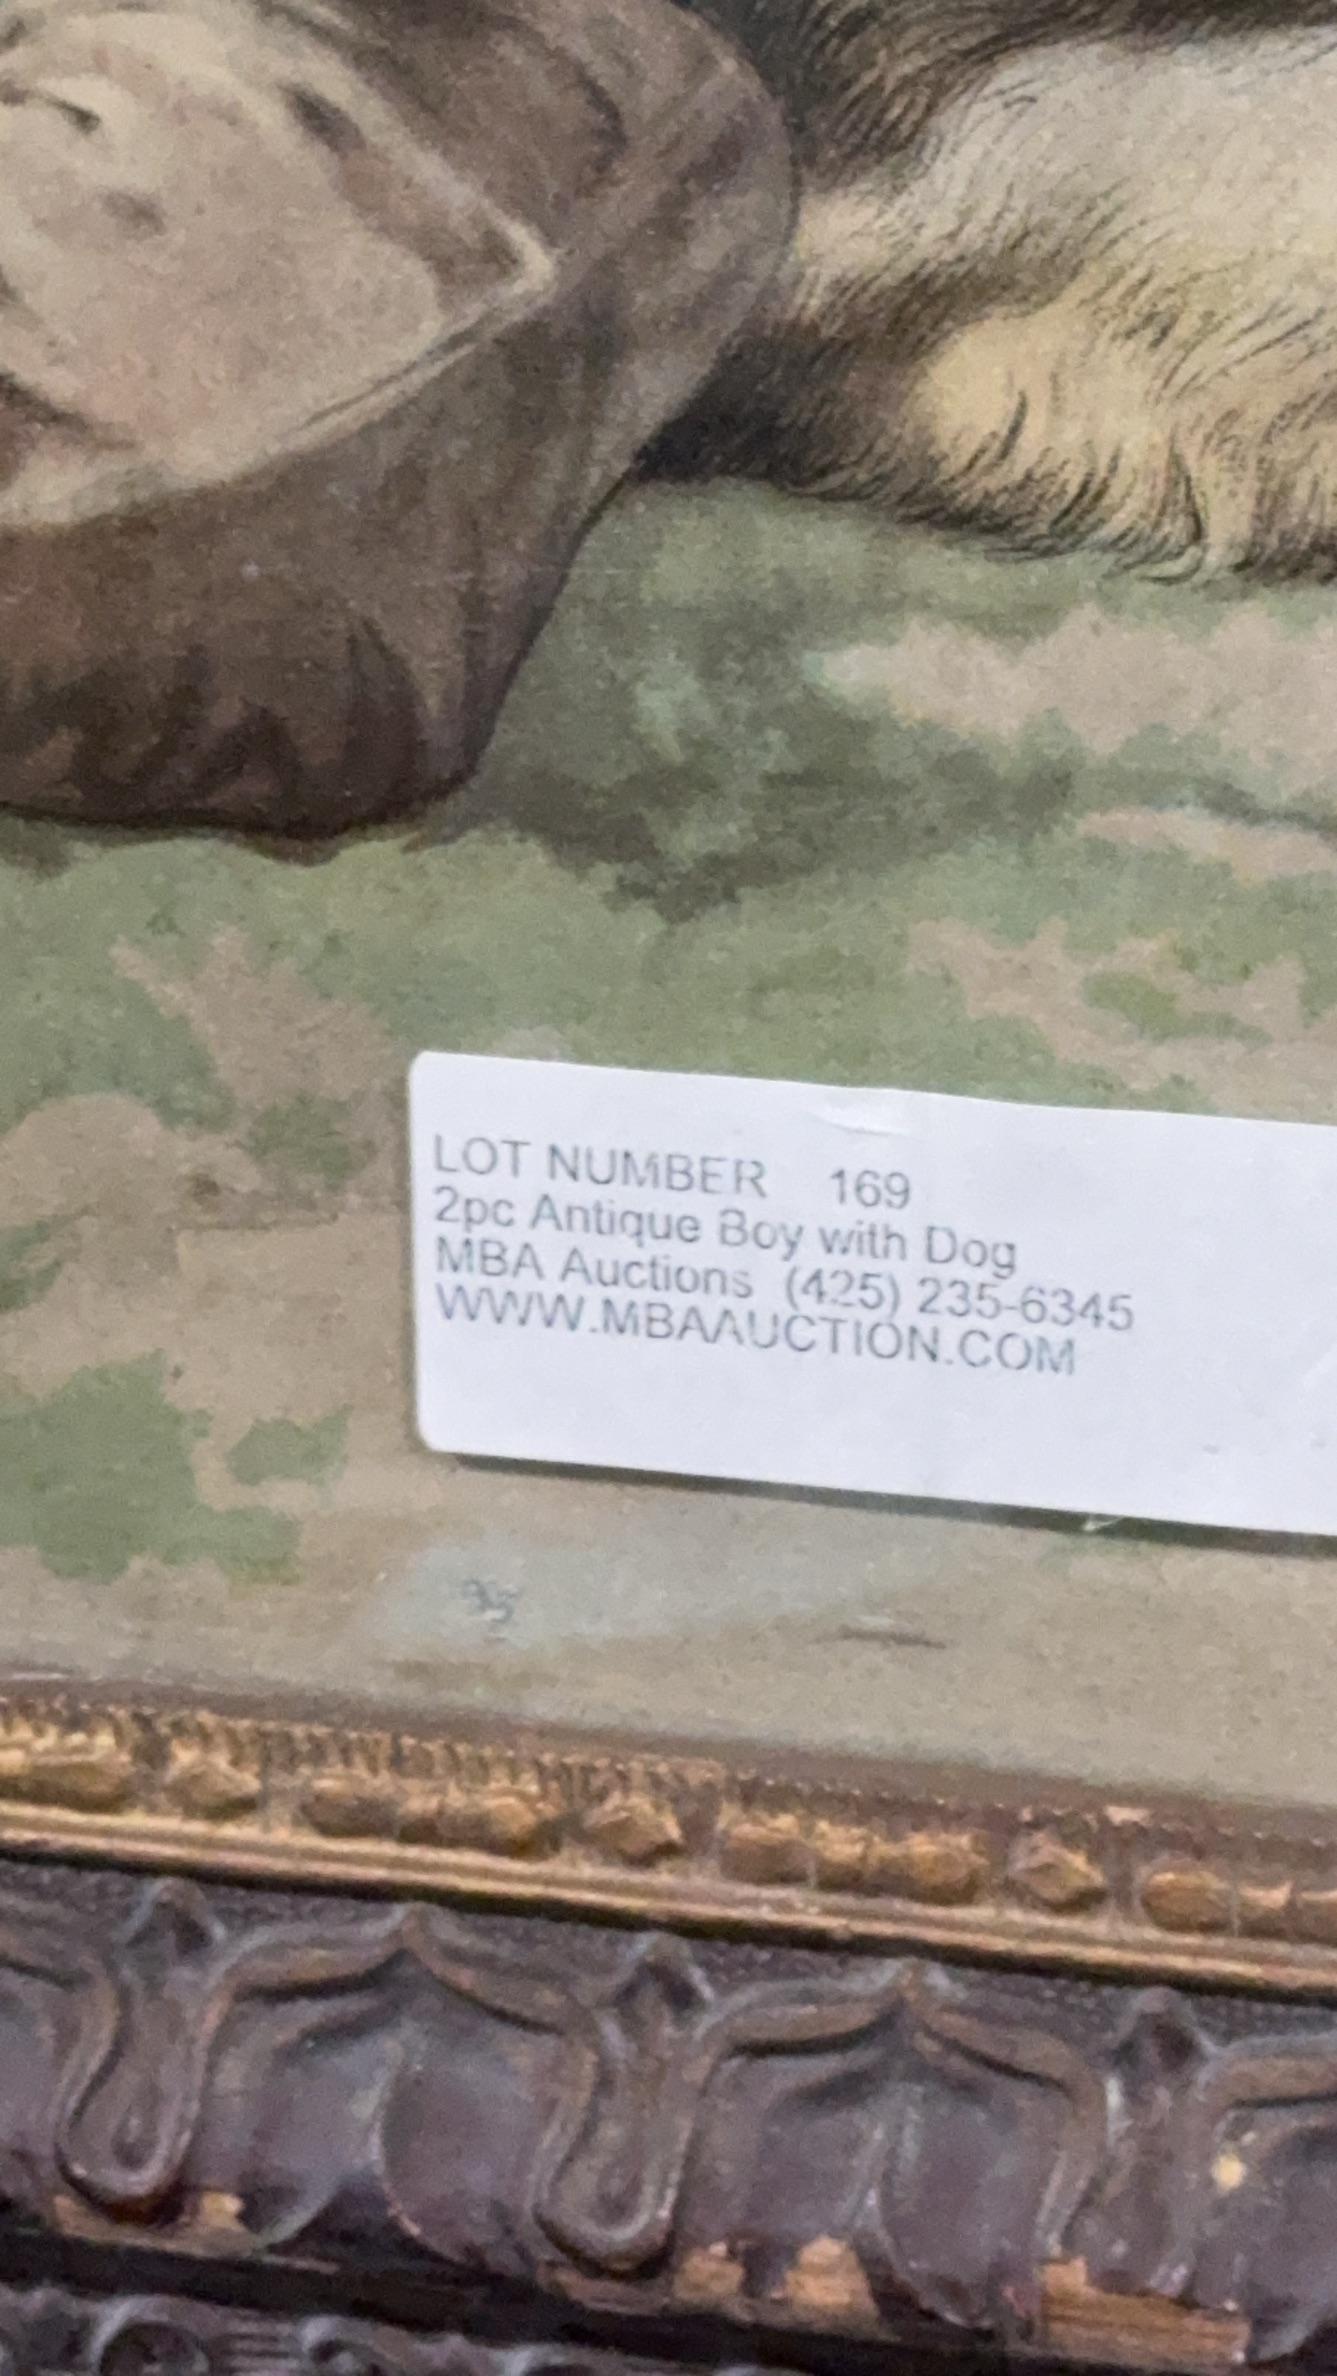 LOT NUMBER 169
2pc Antique Boy with Dog
MBA Auctions (425) 235-6345
WWW.MBAAUCTION.COM